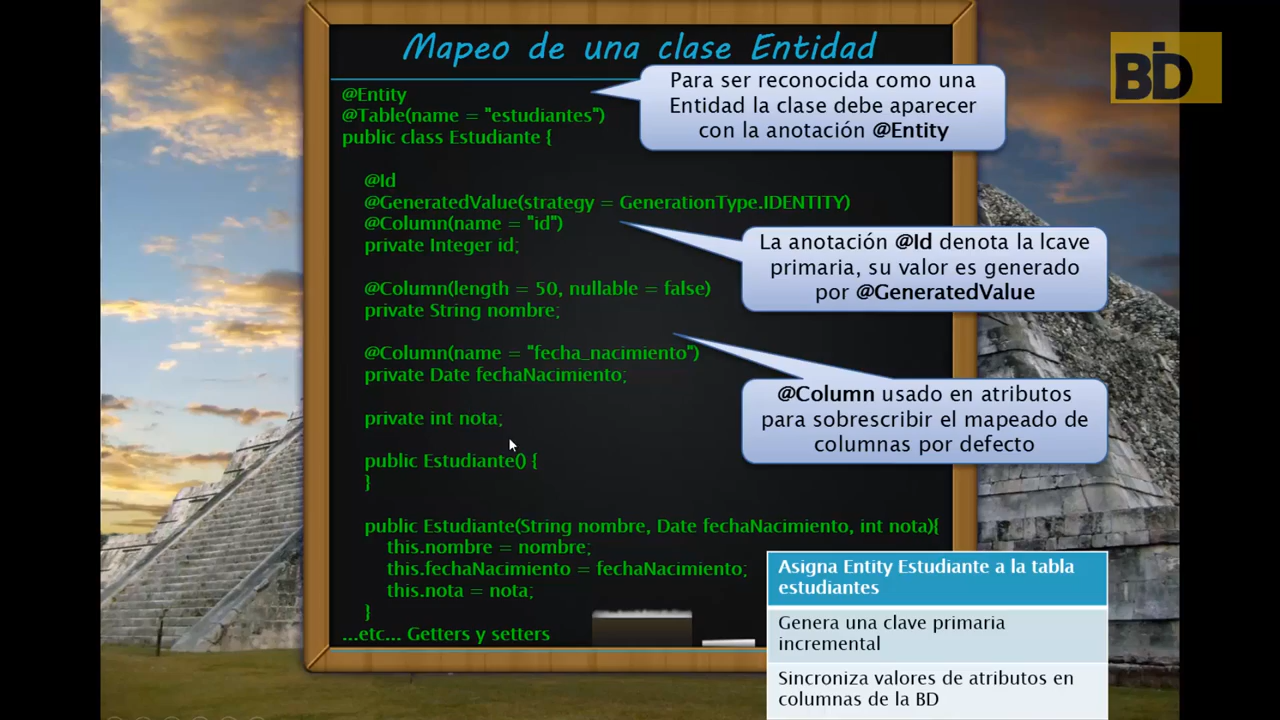 BiD
Mapeo de una clase Entidad
@Entity
@Table(name = "estudiantes")
public class Estudiante {
@Id
@GeneratedValue(strategy = GenerationType.IDENTITY)
@Column(name = "id")
private Integer id;
@Column(length = 50, nullable = false)
private String nombre;
@Column(name = "fecha_nacimiento")
private Date fechaNacimiento;
private int nota;
public Estudiante() {
}
public Estudiante(String nombre, Date fechaNacimiento, int nota){
this.nombre = nombre;
this.fechaNacimiento = fechaNacimiento;
this.nota = nota;
}
...etc... Getters y setters
Para ser reconocida como una
Entidad la clase debe aparecer
con la anotación @Entity
La anotación @Id denota la lcave
primaria, su valor es generado
por @GeneratedValue
@Column usado en atributos
para sobrescribir el mapeado de
columnas por defecto
Asigna Entity Estudiante a la tabla
estudiantes
Genera una clave primaria
incremental
Sincroniza valores de atributos en
columnas de la BD